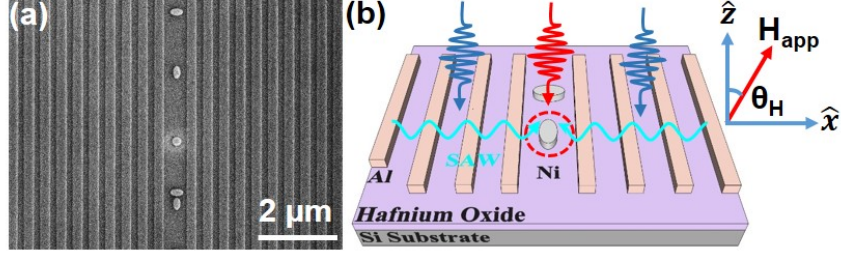 (a)
2 µm
(b)
SAW
Al
Ni
Hafnium Oxide
Si Substrate
ẑ
H_app
θ_H
x̂